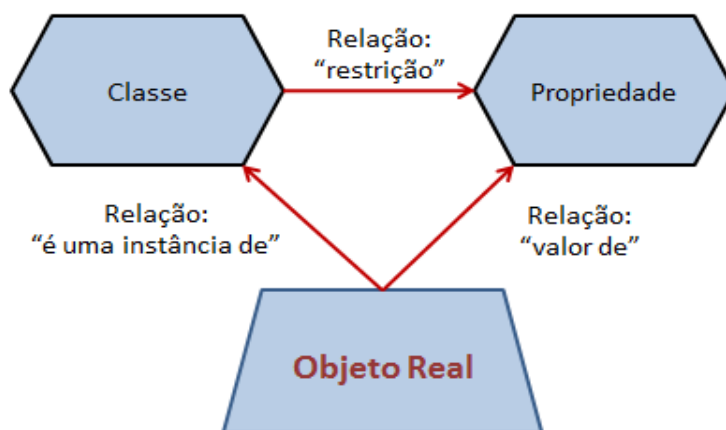 Relação:
“restrição”
Classe
Propriedade
Relação:
“é uma instância de”
Relação:
“valor de”
Objeto Real